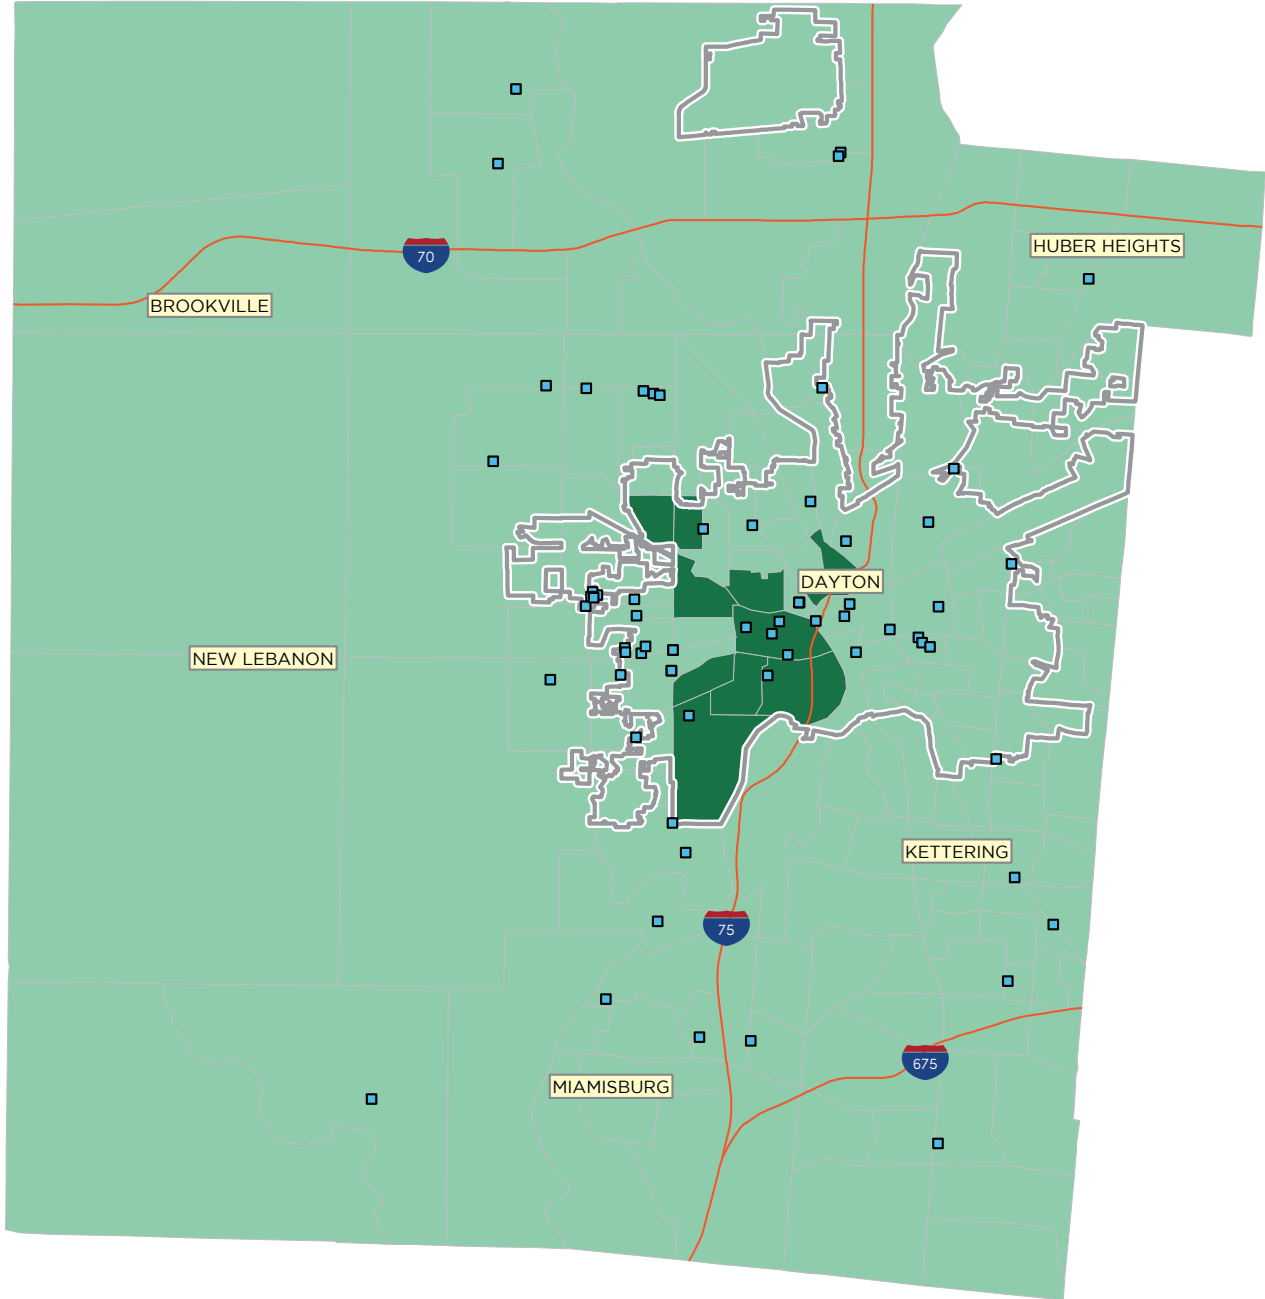 HUBER HEIGHTS
70
BROOKVILLE
DAYTON
NEW LEBANON
KETTERING
75
675
MIAMISBURG